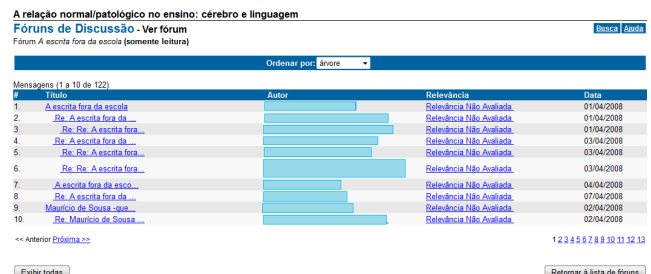 A relação normal/patológico no ensino: cérebro e linguagem
Fóruns de Discussão - Ver fórum Busca Ajuda
Fórum A escrita fora da escola (somente leitura)
Ordenar por: árvore
Mensagens (1 a 10 de 122)
# Título Autor Relevância Data
1. A escrita fora da escola Relevância Não Avaliada 01/04/2008
2. Re: A escrita fora da ... Relevância Não Avaliada 01/04/2008
3. Re: Re: A escrita fora... Relevância Não Avaliada 01/04/2008
4. Re: A escrita fora da ... Relevância Não Avaliada 03/04/2008
5. Re: Re: A escrita fora... Relevância Não Avaliada 03/04/2008
6. Re: Re: A escrita fora... Relevância Não Avaliada 03/04/2008
7. A escrita fora da esco... Relevância Não Avaliada 04/04/2008
8. Re: A escrita fora da ... Relevância Não Avaliada 07/04/2008
9. Maurício de Sousa -que... Relevância Não Avaliada 02/04/2008
10. Re: Maurício de Sousa ... Relevância Não Avaliada 02/04/2008
<< Anterior Próxima >> 1 2 3 4 5 6 7 8 9 10 11 12 13
Exibir todas Retornar à lista de fóruns